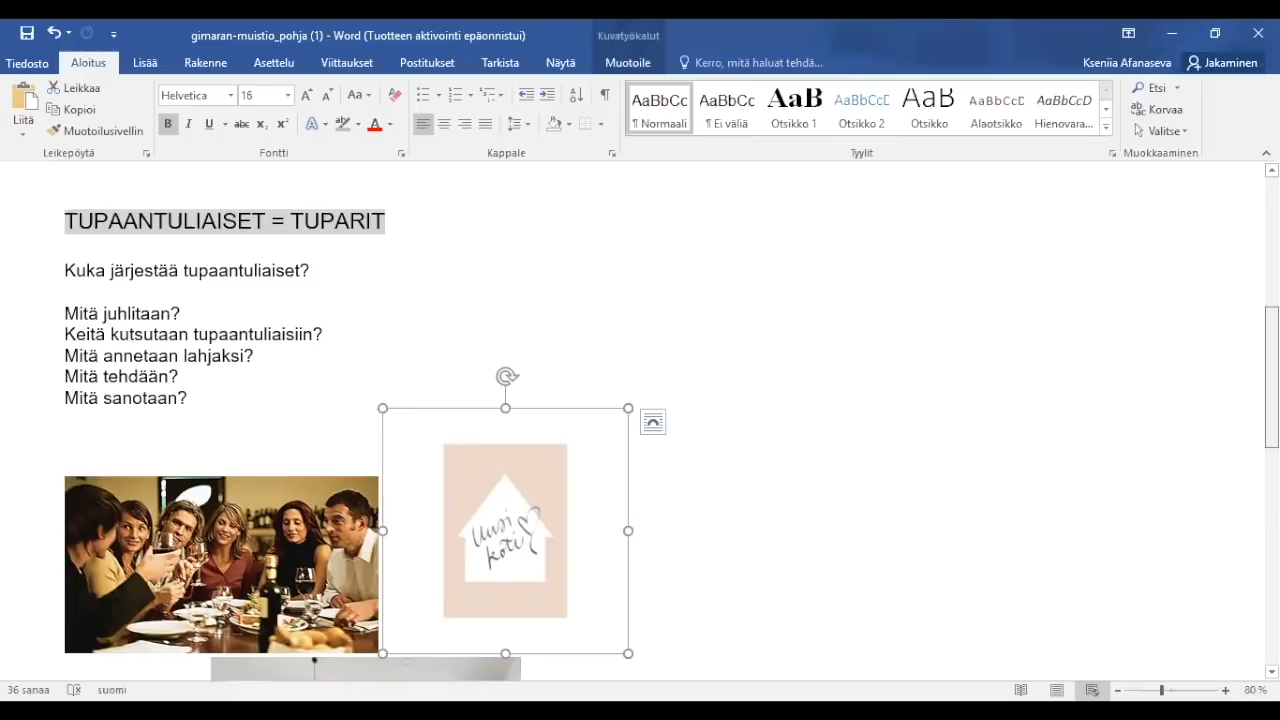 gimaran-muistio_pohja (1) - Word (Tuotteen aktivointi epäonnistui)
Kuvatyökalut
Tiedosto Aloitus Lisää Rakenne Asettelu Viittaukset Postitukset Tarkista Näytä Muotoile Kerro, mitä haluat tehdä... Kseniia Afanaseva Jakaminen
Liitä
Leikkaa
Kopioi
Muotoilusivellin
Leikepöytä
Helvetica 16
Fontti
Kappale
AaBbCc AaBbCc AaB AaBbCcD AaB AaBbCcD AaBbCcD
¶ Normaali ¶ Ei väliä Otsikko 1 Otsikko 2 Otsikko Alaotsikko Hienovara...
Tyylit
Etsi
Korvaa
Valitse
Muokkaaminen
TUPAANTULIAISET = TUPARIT
Kuka järjestää tupaantuliaiset?
Mitä juhlitaan?
Keitä kutsutaan tupaantuliaisiin?
Mitä annetaan lahjaksi?
Mitä tehdään?
Mitä sanotaan?
Uusi
koti
36 sanaa suomi 80 %